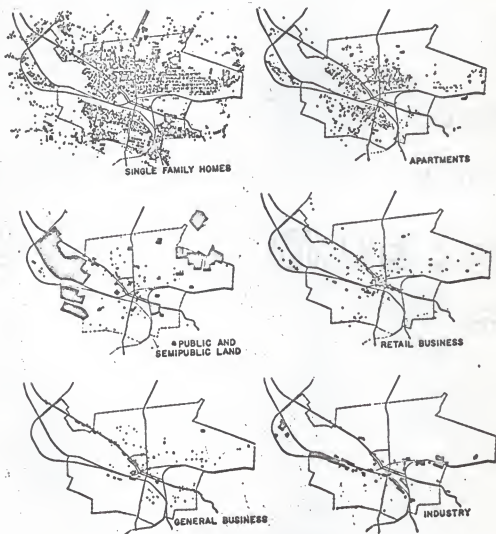 SINGLE FAMILY HOMES
APARTMENTS
PUBLIC AND
SEMIPUBLIC LAND
RETAIL BUSINESS
GENERAL BUSINESS
INDUSTRY